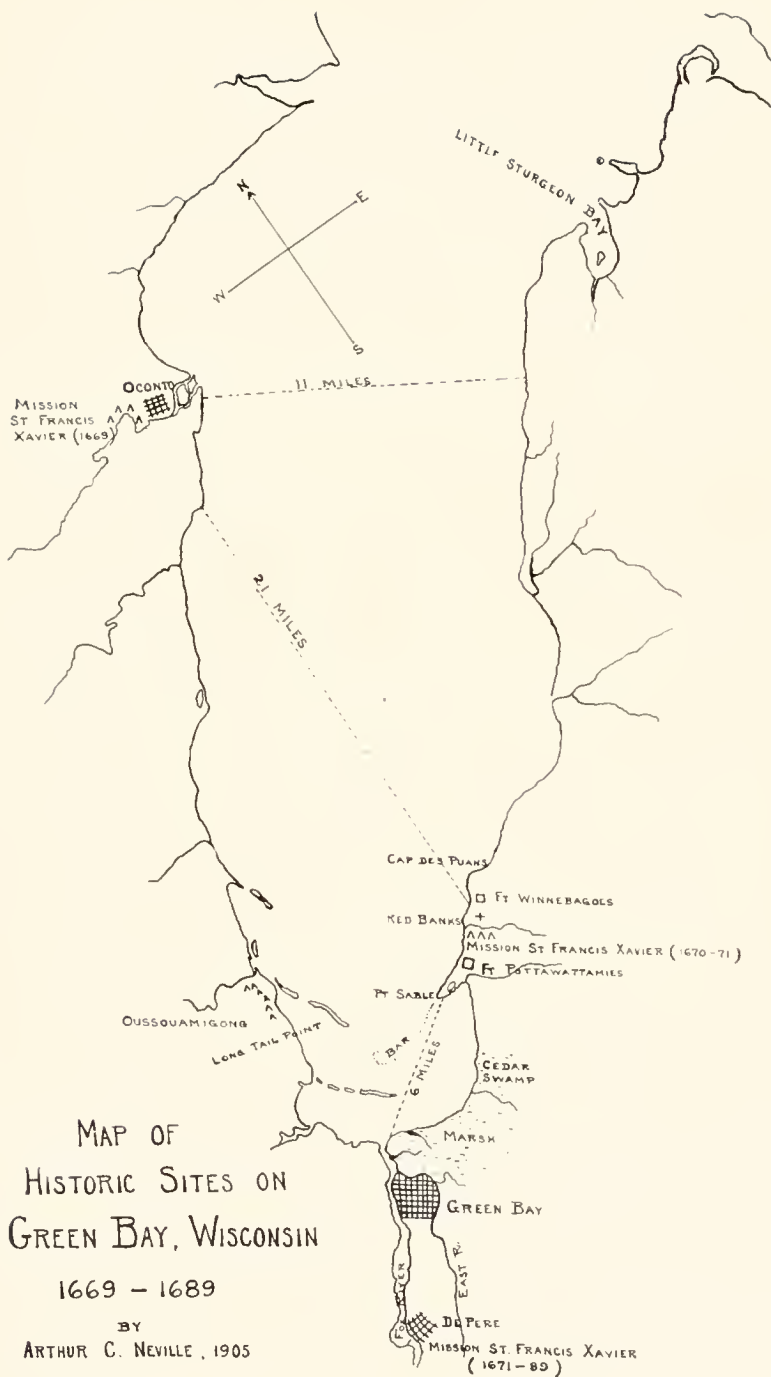 LITTLE STURGEON BAY
N
E
W
S
11 MILES
OCONTO
MISSION
ST FRANCIS
XAVIER (1669)
21 MILES
CAP DES PUANS
FT WINNEBAGOES
RED BANKS
MISSION ST FRANCIS XAVIER (1670-71)
FT POTTAWATTAMIES
PT SABLE
OUSSOUAMIGONG
LONG TAIL POINT
BAR
6 MILES
CEDAR
SWAMP
MARSH
GREEN BAY
FOX RIVER
EAST R.
DE PERE
MISSION ST. FRANCIS XAVIER
(1671-89)
MAP OF
HISTORIC SITES ON
GREEN BAY, WISCONSIN
1669 - 1689
BY
ARTHUR C. NEVILLE, 1905